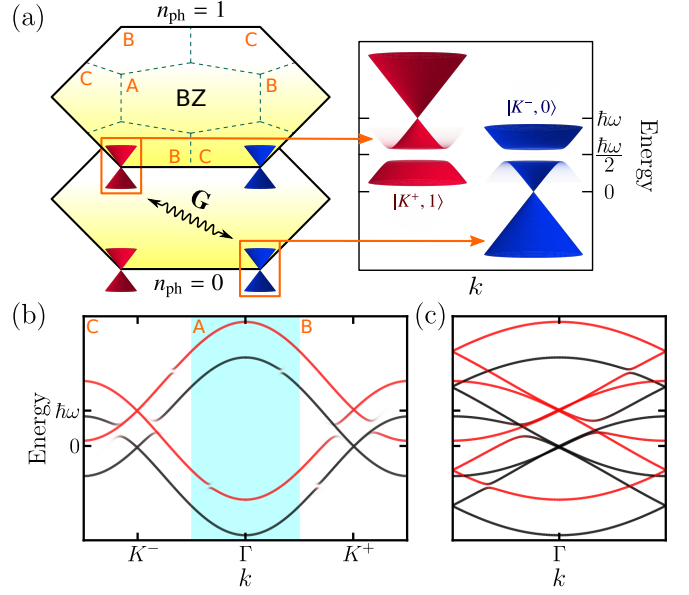 (a)
n_ph = 1
B
C
C
A
B
BZ
B
C
G
n_ph = 0
|K⁻, 0⟩
|K⁺, 1⟩
ħω
ħω/2
0
Energy
k
(b)
C
A
B
ħω
0
Energy
K⁻
Γ
K⁺
k
(c)
Γ
k